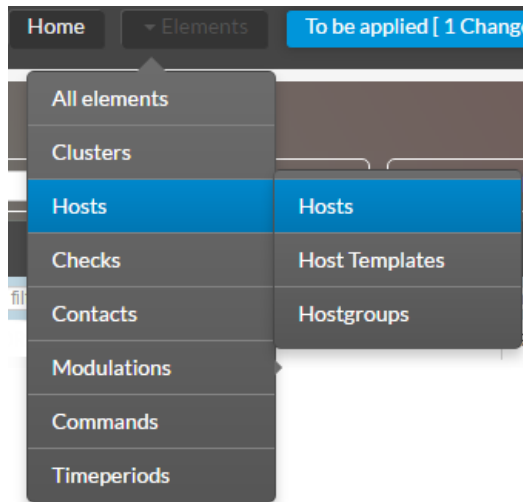 Home
Elements
To be applied [ 1 Change
All elements
Clusters
Hosts
Hosts
Checks
Host Templates
Contacts
Hostgroups
Modulations
Commands
Timeperiods